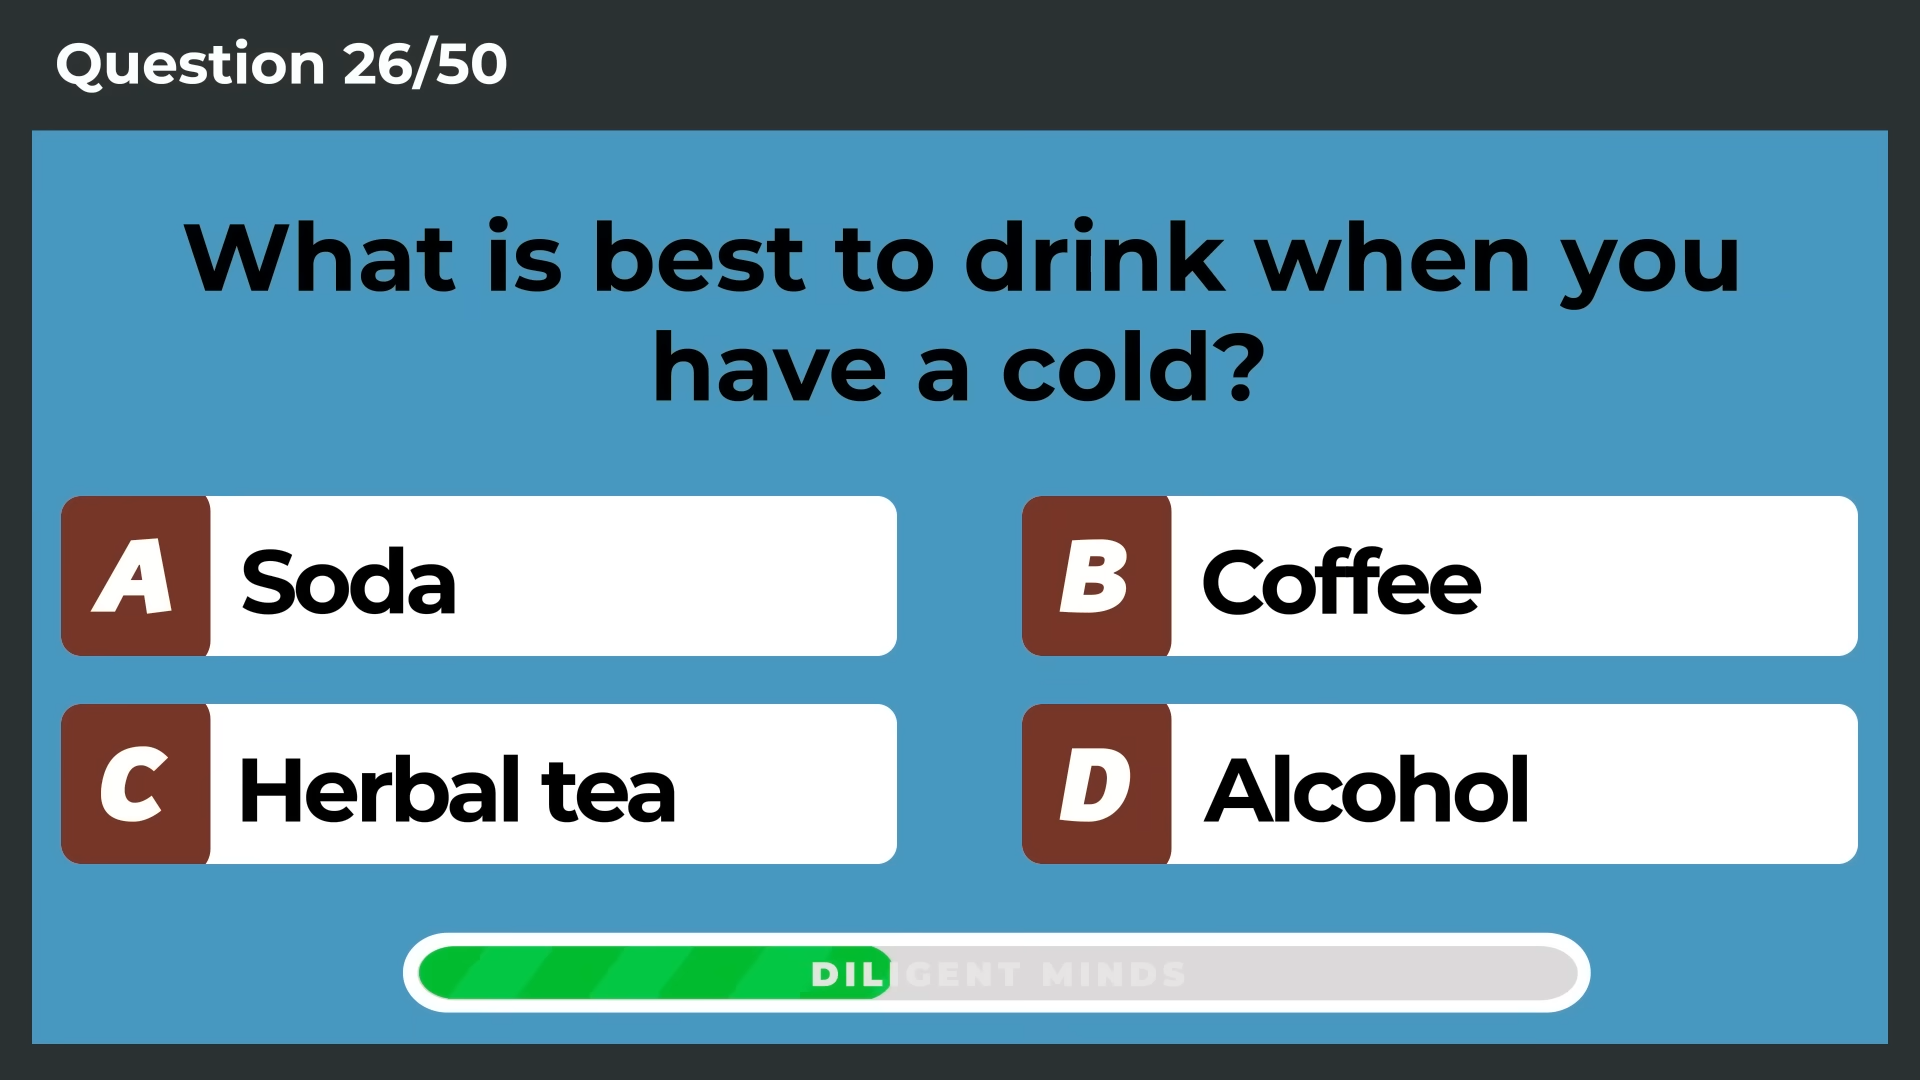 Question 26/50
What is best to drink when you
have a cold?
A Soda
B Coffee
C Herbal tea
D Alcohol
DILIGENT MINDS